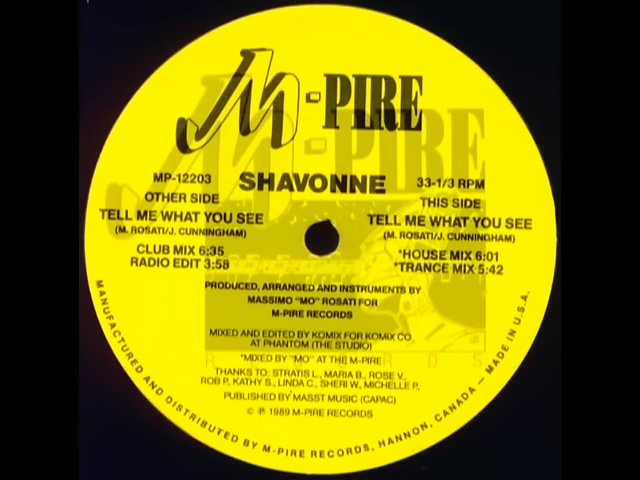 M-PIRE
MP-12203
SHAVONNE
33-1/3 RPM
OTHER SIDE
TELL ME WHAT YOU SEE
(M. ROSATI/J. CUNNINGHAM)
CLUB MIX 6:35
RADIO EDIT 3:58
THIS SIDE
TELL ME WHAT YOU SEE
(M. ROSATI/J. CUNNINGHAM)
*HOUSE MIX 6:01
*TRANCE MIX 5:42
PRODUCED, ARRANGED AND INSTRUMENTS BY
MASSIMO "MO" ROSATI FOR
M-PIRE RECORDS
MIXED AND EDITED BY KOMIX FOR KOMIX CO.
AT PHANTOM (THE STUDIO)
*MIXED BY "MO" AT THE M-PIRE
THANKS TO: STRATIS L., MARIA B., ROSE V.,
ROB P., KATHY S., LINDA C., SHERI W., MICHELLE P.
PUBLISHED BY MASST MUSIC (CAPAC)
© ℗ 1989 M-PIRE RECORDS
MANUFACTURED AND DISTRIBUTED BY M-PIRE RECORDS, HANNON, CANADA — MADE IN U.S.A.
M-PIRE